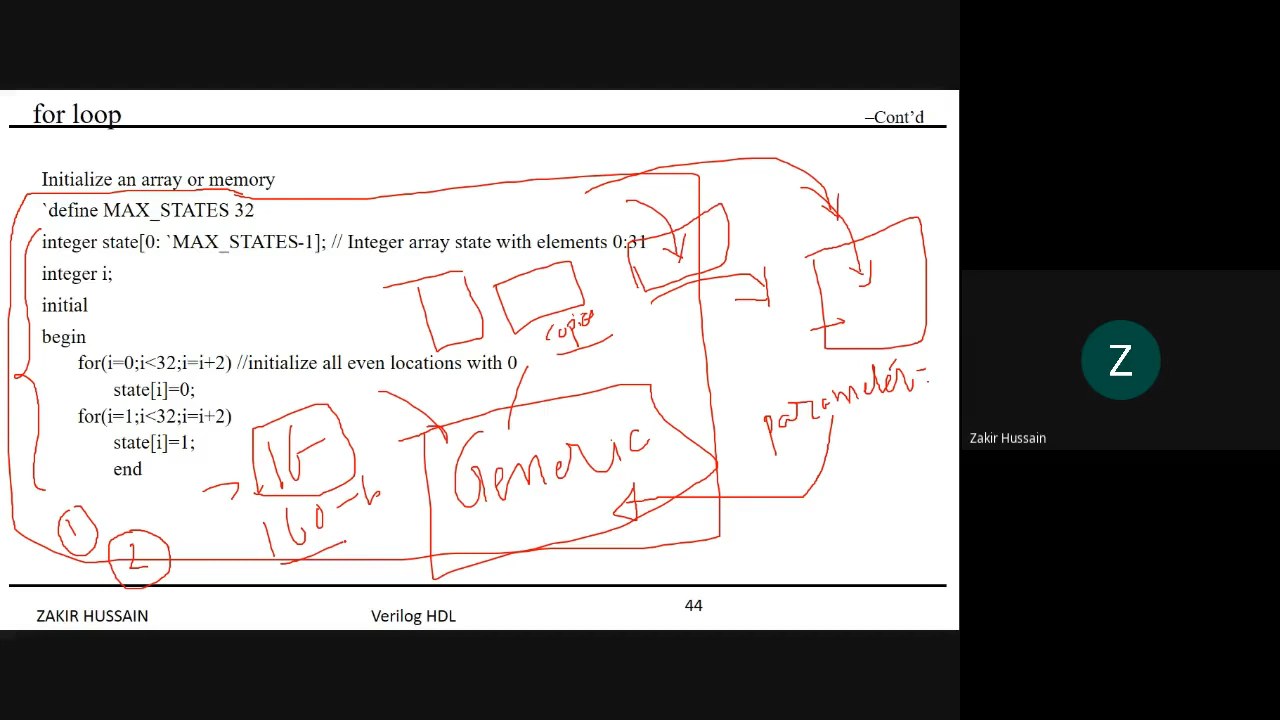 for loop
–Cont'd
Initialize an array or memory
`define MAX_STATES 32
integer state[0: `MAX_STATES-1]; // Integer array state with elements 0:31
integer i;
initial
begin
for(i=0;i<32;i=i+2) //initialize all even locations with 0
state[i]=0;
for(i=1;i<32;i=i+2)
state[i]=1;
end
copies
parameter
Generic
16
160
1
2
ZAKIR HUSSAIN
Verilog HDL
44
Z
Zakir Hussain